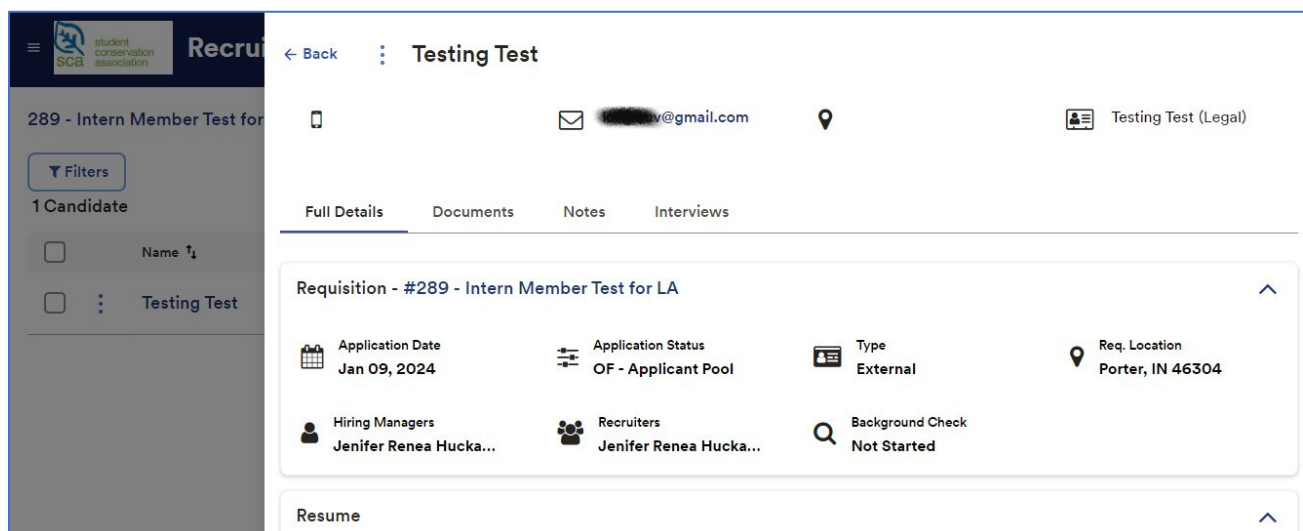 student
conservation
association
sca
Recrui
← Back
Testing Test
289 - Intern Member Test for
v@gmail.com
Testing Test (Legal)
Filters
1 Candidate
Full Details Documents Notes Interviews
Name
Testing Test
Requisition - #289 - Intern Member Test for LA
Application Date Application Status Type Req. Location
Jan 09, 2024 OF - Applicant Pool External Porter, IN 46304
Hiring Managers Recruiters Background Check
Jenifer Renea Hucka... Jenifer Renea Hucka... Not Started
Resume